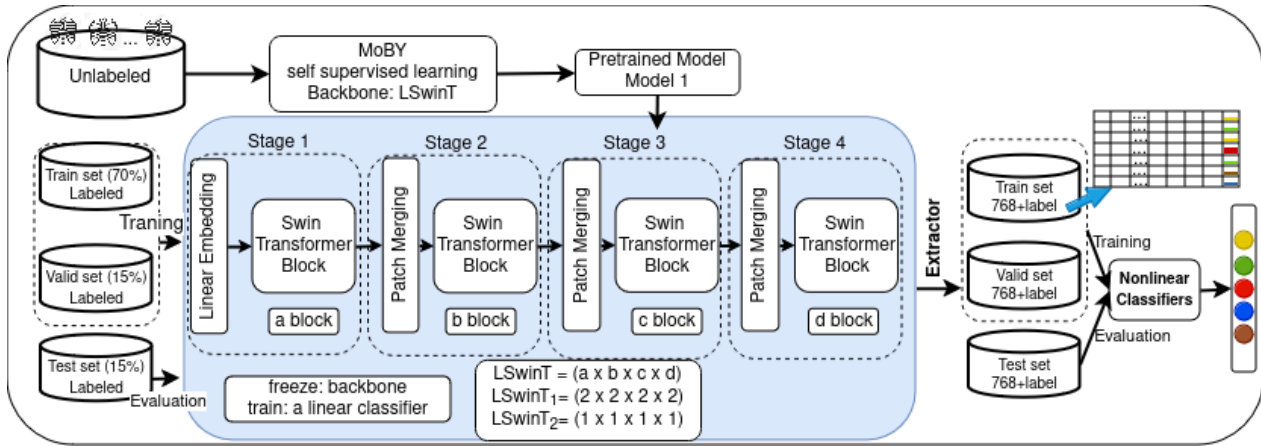 Unlabeled
MoBY
self supervised learning
Backbone: LSwinT
Pretrained Model
Model 1
Train set (70%)
Labeled
Valid set (15%)
Labeled
Traning
Test set (15%)
Labeled
Evaluation
Stage 1
Linear Embedding
Swin
Transformer
Block
a block
Stage 2
Patch Merging
Swin
Transformer
Block
b block
Stage 3
Patch Merging
Swin
Transformer
Block
c block
Stage 4
Patch Merging
Swin
Transformer
Block
d block
freeze: backbone
train: a linear classifier
LSwinT = (a x b x c x d)
LSwinT₁= (2 x 2 x 2 x 2)
LSwinT₂= (1 x 1 x 1 x 1)
Extractor
Train set
768+label
Valid set
768+label
Test set
768+label
Training
Evaluation
Nonlinear
Classifiers